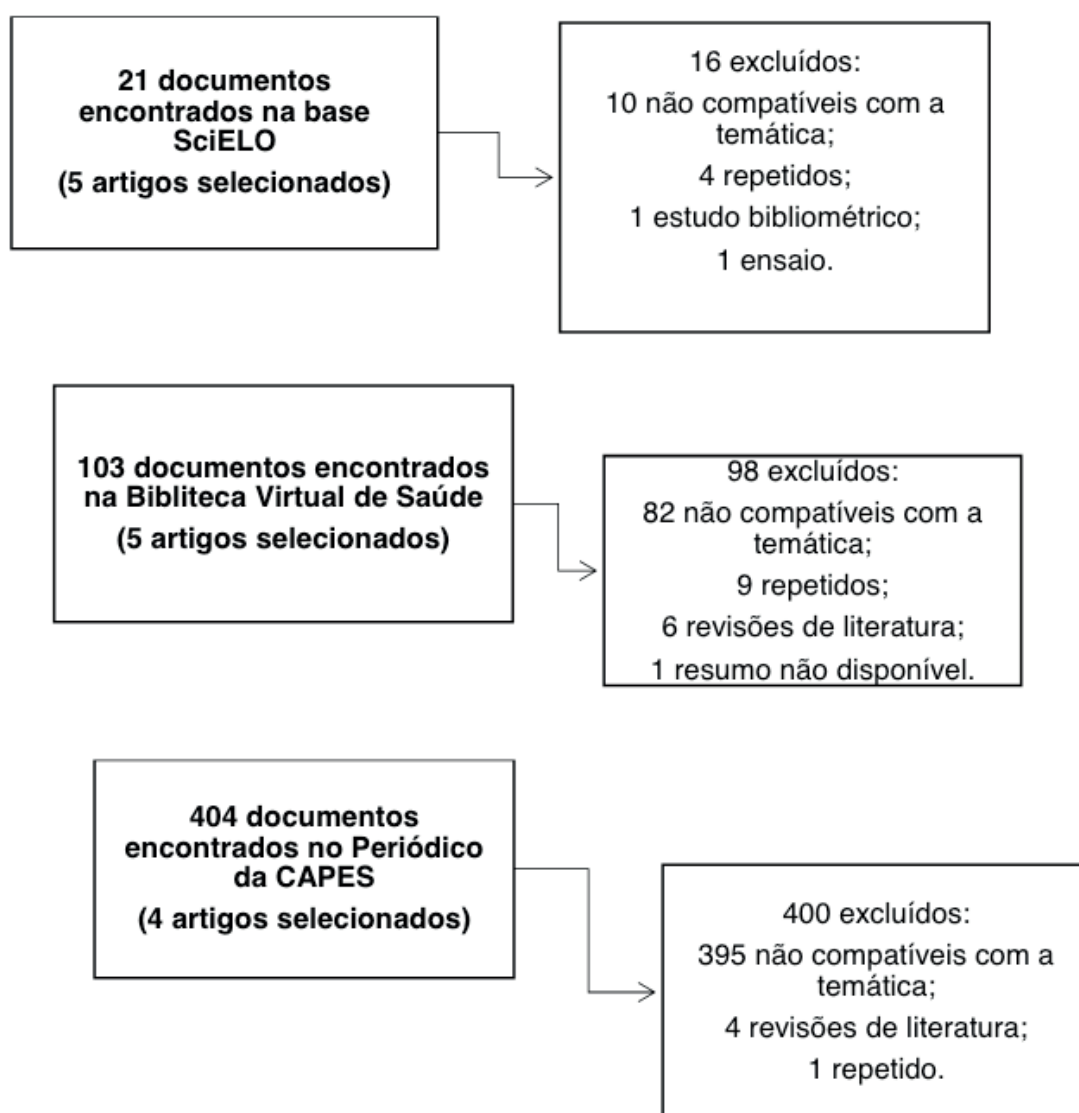 21 documentos
encontrados na base
SciELO
(5 artigos selecionados)
16 excluídos:
10 não compatíveis com a
temática;
4 repetidos;
1 estudo bibliométrico;
1 ensaio.
103 documentos encontrados
na Bibliteca Virtual de Saúde
(5 artigos selecionados)
98 excluídos:
82 não compatíveis com a
temática;
9 repetidos;
6 revisões de literatura;
1 resumo não disponível.
404 documentos
encontrados no Periódico
da CAPES
(4 artigos selecionados)
400 excluídos:
395 não compatíveis com a
temática;
4 revisões de literatura;
1 repetido.